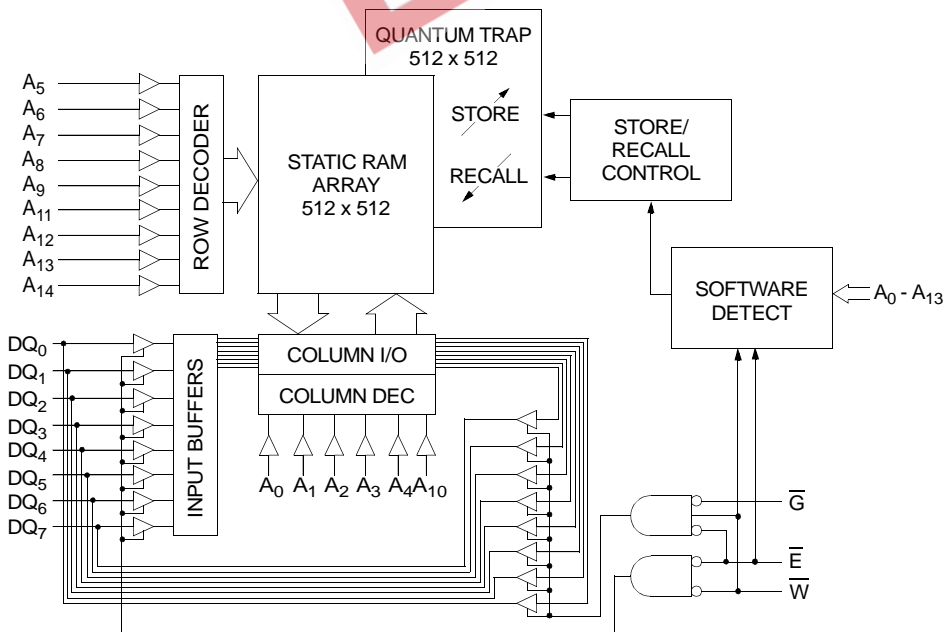 QUANTUM TRAP
512 x 512
A5
A6
A7
A8
A9
A11
A12
A13
A14
ROW DECODER
STATIC RAM
ARRAY
512 x 512
STORE
RECALL
STORE/
RECALL
CONTROL
SOFTWARE
DETECT
A0 - A13
DQ0
DQ1
DQ2
DQ3
DQ4
DQ5
DQ6
DQ7
INPUT BUFFERS
COLUMN I/O
COLUMN DEC
A0 A1 A2 A3 A4 A10
G̅
E̅
W̅